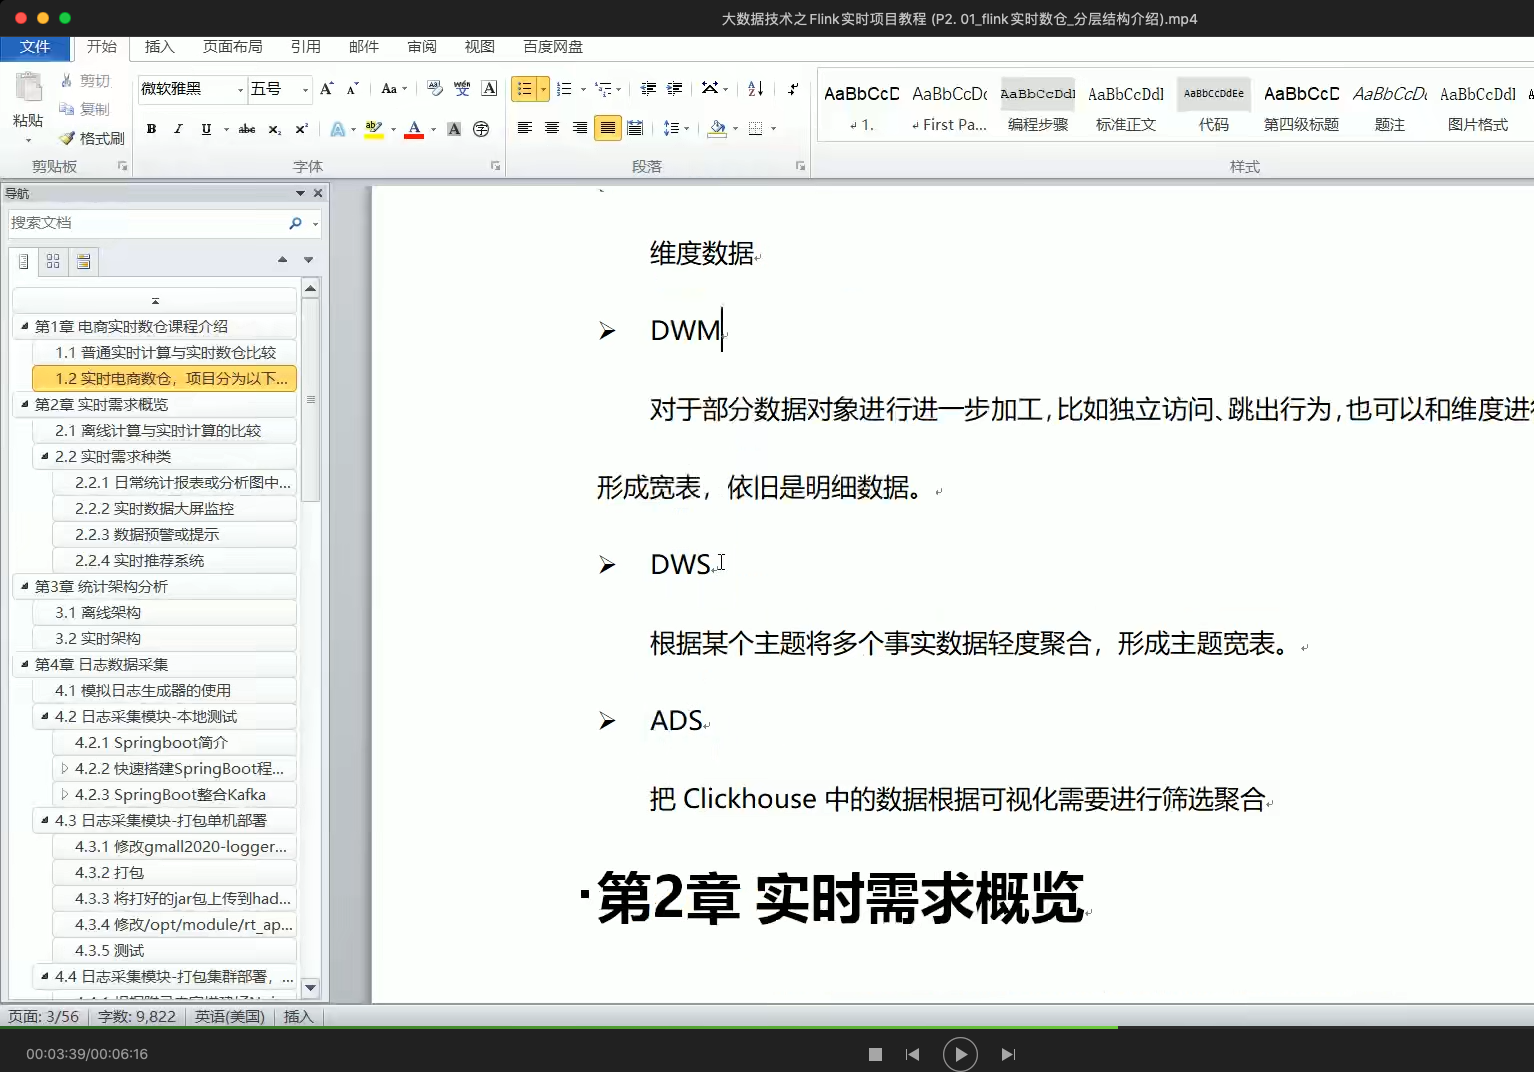 大数据技术之Flink实时项目教程 (P2. 01_flink实时数仓_分层结构介绍).mp4
文件 开始 插入 页面布局 引用 邮件 审阅 视图 百度网盘
粘贴 剪切 复制 格式刷
微软雅黑 五号
AaBbCcD AaBbCcDc AaBbCcDdI AaBbCcDdI AaBbCcDdEe AaBbCcD AaBbCcDc AaBbCcDdI
1. First Pa... 编程步骤 标准正文 代码 第四级标题 题注 图片格式
剪贴板 字体 段落 样式
导航
搜索文档
第1章 电商实时数仓课程介绍
1.1 普通实时计算与实时数仓比较
1.2 实时电商数仓，项目分为以下...
第2章 实时需求概览
2.1 离线计算与实时计算的比较
2.2 实时需求种类
2.2.1 日常统计报表或分析图中...
2.2.2 实时数据大屏监控
2.2.3 数据预警或提示
2.2.4 实时推荐系统
第3章 统计架构分析
3.1 离线架构
3.2 实时架构
第4章 日志数据采集
4.1 模拟日志生成器的使用
4.2 日志采集模块-本地测试
4.2.1 Springboot简介
4.2.2 快速搭建SpringBoot程...
4.2.3 SpringBoot整合Kafka
4.3 日志采集模块-打包单机部署
4.3.1 修改gmall2020-logger...
4.3.2 打包
4.3.3 将打好的jar包上传到had...
4.3.4 修改/opt/module/rt_ap...
4.3.5 测试
4.4 日志采集模块-打包集群部署，...
维度数据
➢ DWM
对于部分数据对象进行进一步加工，比如独立访问、跳出行为，也可以和维度进行
形成宽表，依旧是明细数据。
➢ DWS
根据某个主题将多个事实数据轻度聚合，形成主题宽表。
➢ ADS
把 Clickhouse 中的数据根据可视化需要进行筛选聚合
第2章 实时需求概览
页面: 3/56 字数: 9,822 英语(美国) 插入
00:03:39/00:06:16